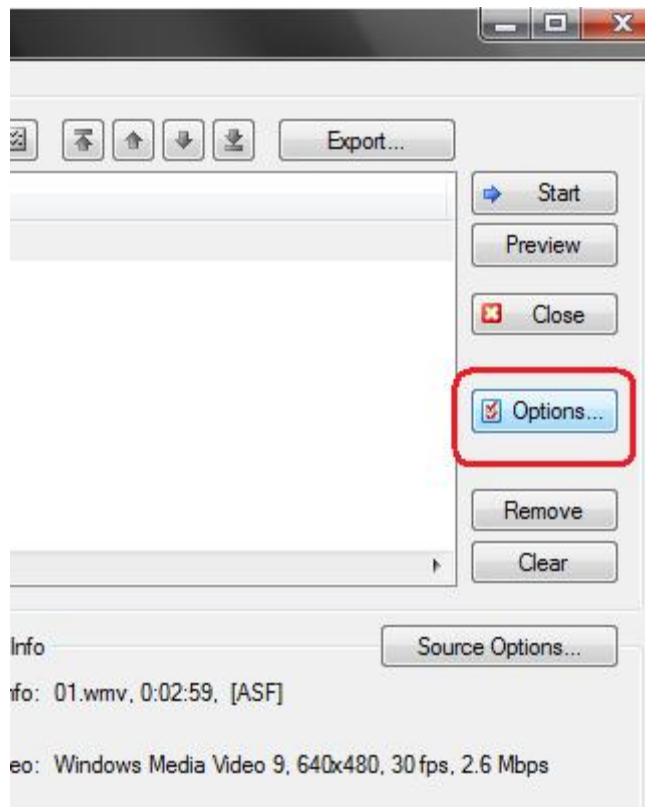 Export...
Start
Preview
Close
Options...
Remove
Clear
Info
Source Options...
nfo: 01.wmv, 0:02:59, [ASF]
eo: Windows Media Video 9, 640x480, 30 fps, 2.6 Mbps